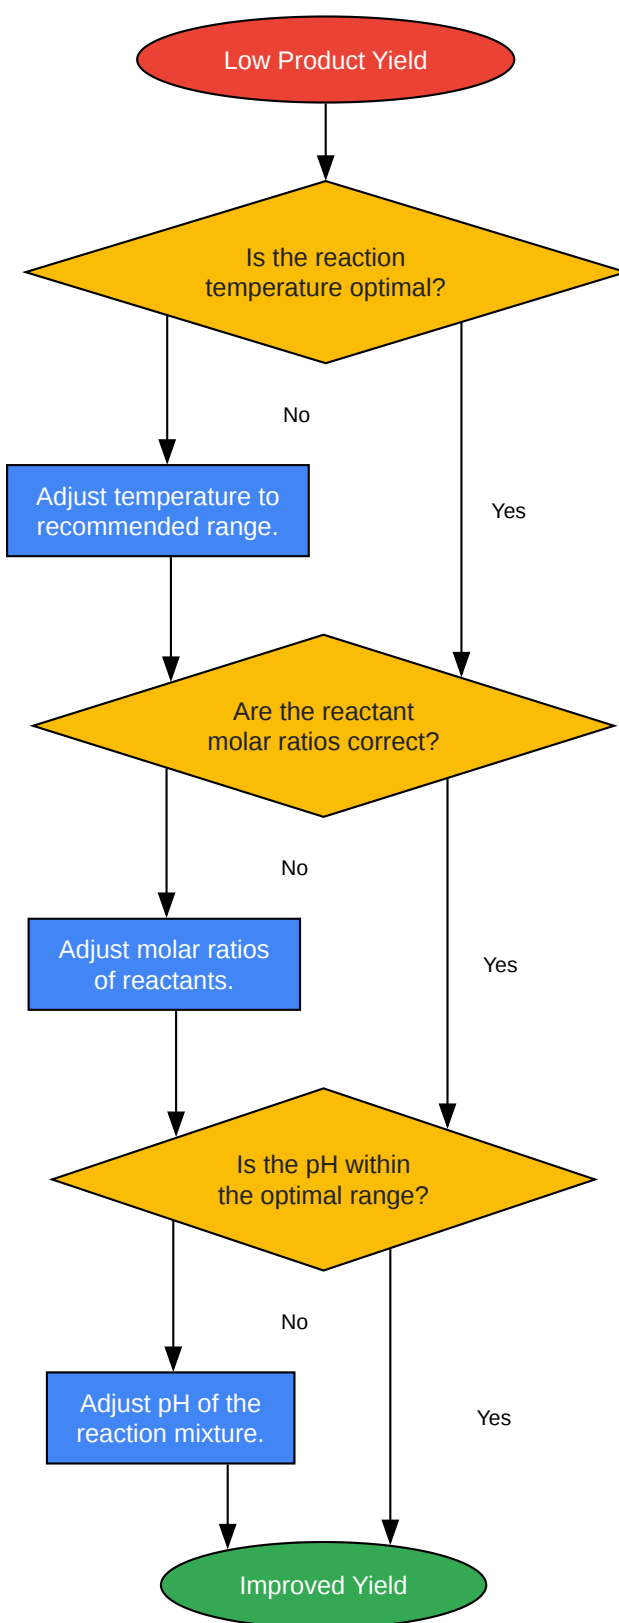 Low Product Yield
Is the reaction
temperature optimal?
No
Adjust temperature to
recommended range.
Yes
Are the reactant
molar ratios correct?
No
Adjust molar ratios
of reactants.
Yes
Is the pH within
the optimal range?
No
Adjust pH of the
reaction mixture.
Yes
Improved Yield